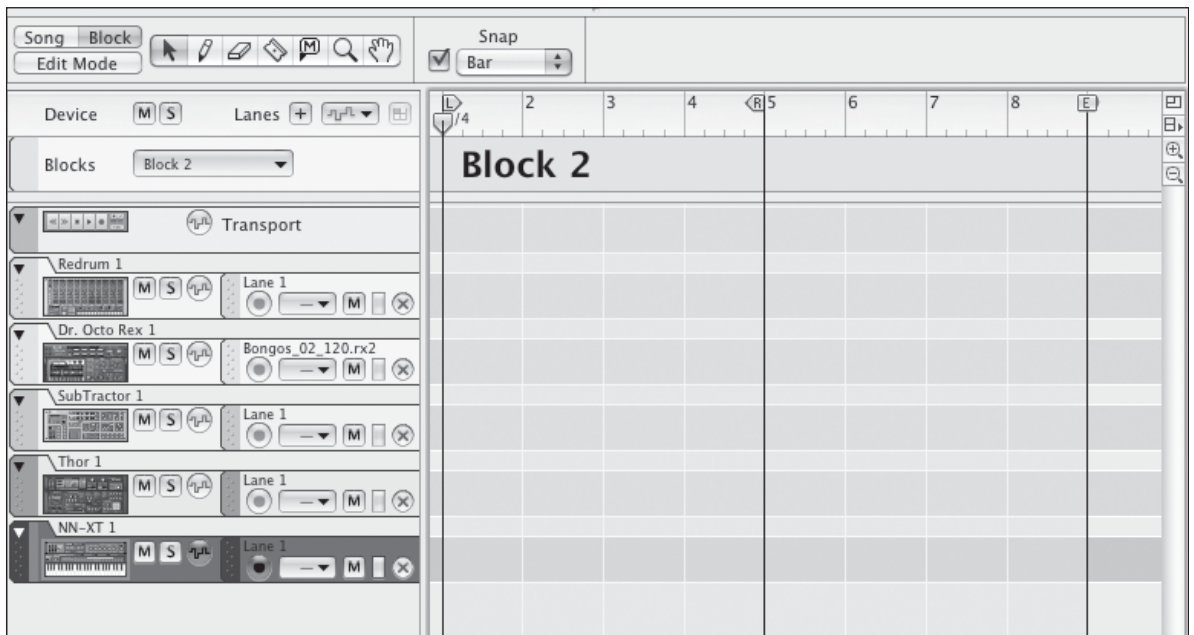 Song Block
Edit Mode
M
Snap
Bar
Device M S Lanes +
L 2 3 4 R 5 6 7 8 E
/4
Blocks Block 2
Block 2
Transport
Redrum 1
M S Lane 1
— M
Dr. Octo Rex 1
M S Bongos_02_120.rx2
— M
SubTractor 1
M S Lane 1
— M
Thor 1
M S Lane 1
— M
NN-XT 1
M S Lane 1
— M